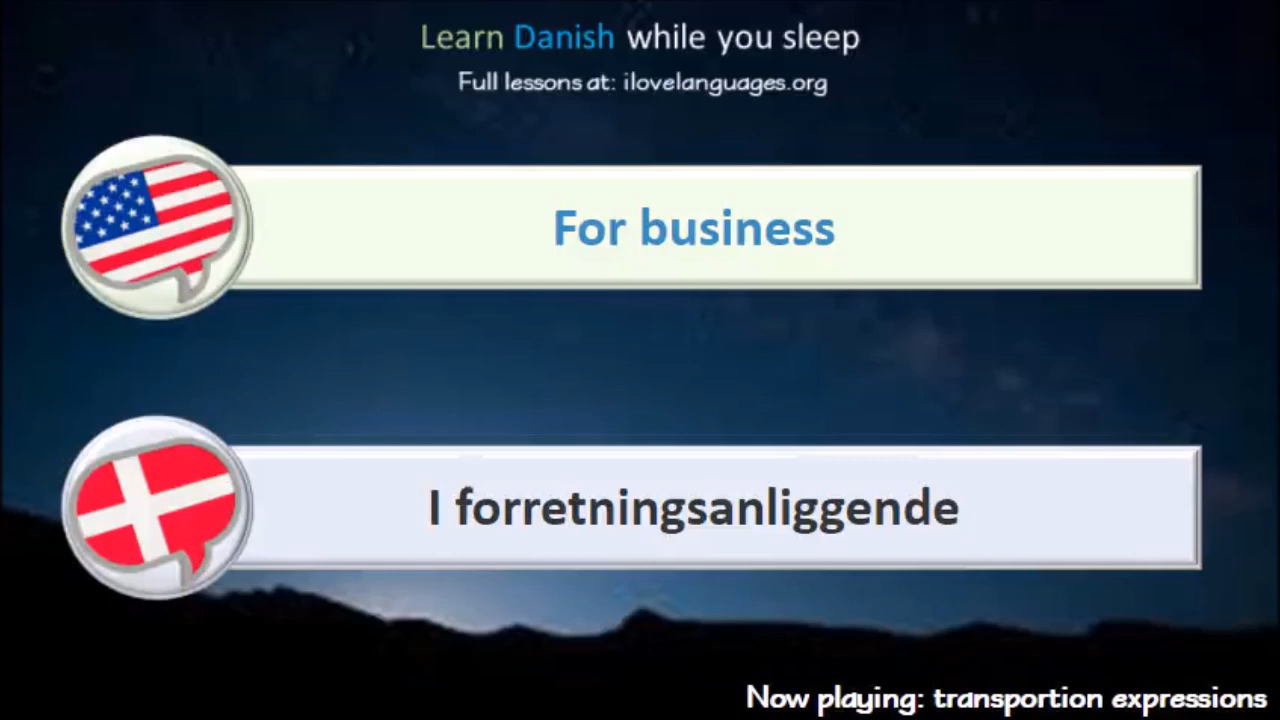 Learn Danish while you sleep
Full lessons at: ilovelanguages.org
For business
I forretningsanliggende
Now playing: transportion expressions